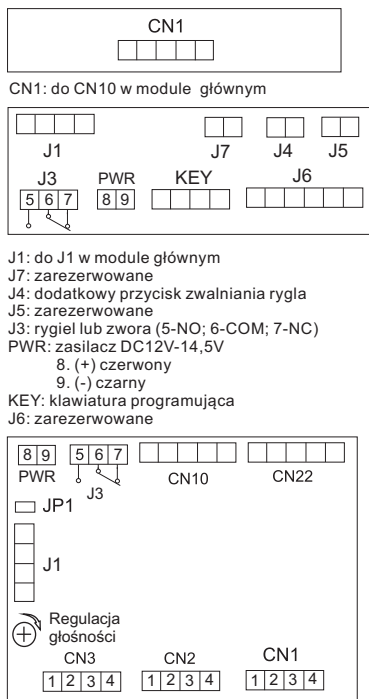 CN1
CN1: do CN10 w module głównym
J1 J7 J4 J5
J3 PWR KEY J6
5 6 7 8 9
J1: do J1 w module głównym
J7: zarezerwowane
J4: dodatkowy przycisk zwalniania rygla
J5: zarezerwowane
J3: rygiel lub zwora (5-NO; 6-COM; 7-NC)
PWR: zasilacz DC12V-14,5V
8. (+) czerwony
9. (-) czarny
KEY: klawiatura programująca
J6: zarezerwowane
8 9 5 6 7
PWR J3 CN10 CN22
JP1
J1
Regulacja
głośności
CN3 CN2 CN1
1 2 3 4 1 2 3 4 1 2 3 4